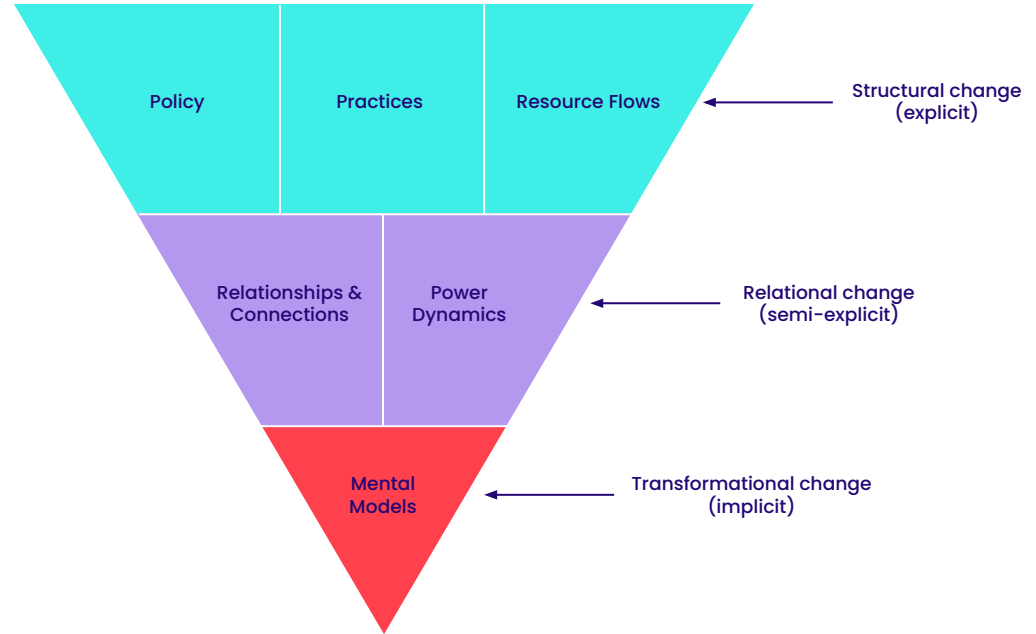 Policy
Practices
Resource Flows
Structural change
(explicit)
Relationships &
Connections
Power
Dynamics
Relational change
(semi-explicit)
Mental
Models
Transformational change
(implicit)